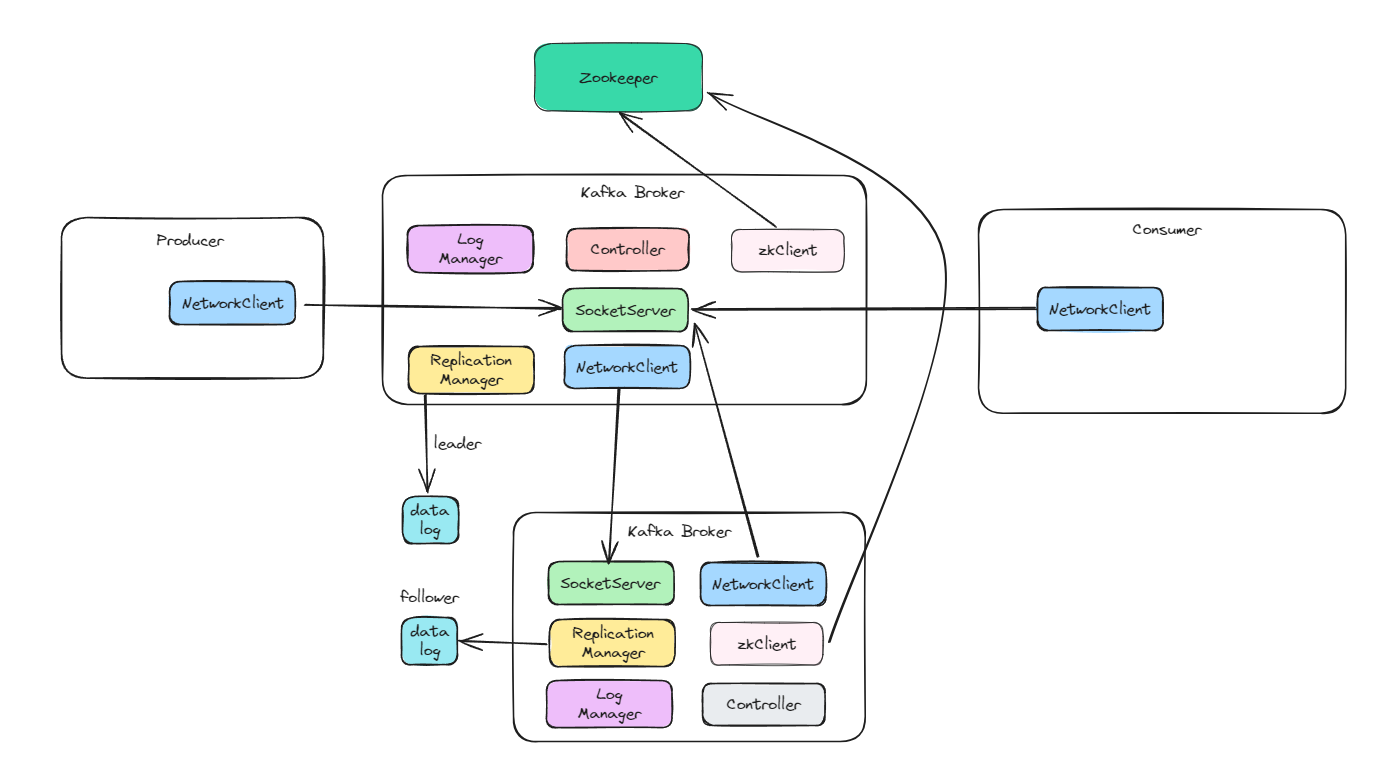 Zookeeper
Kafka Broker
Log
Manager
Controller
zkClient
Producer
NetworkClient
SocketServer
Consumer
NetworkClient
Replication
Manager
NetworkClient
leader
data
log
Kafka Broker
SocketServer
NetworkClient
follower
data
log
Replication
Manager
zkClient
Log
Manager
Controller